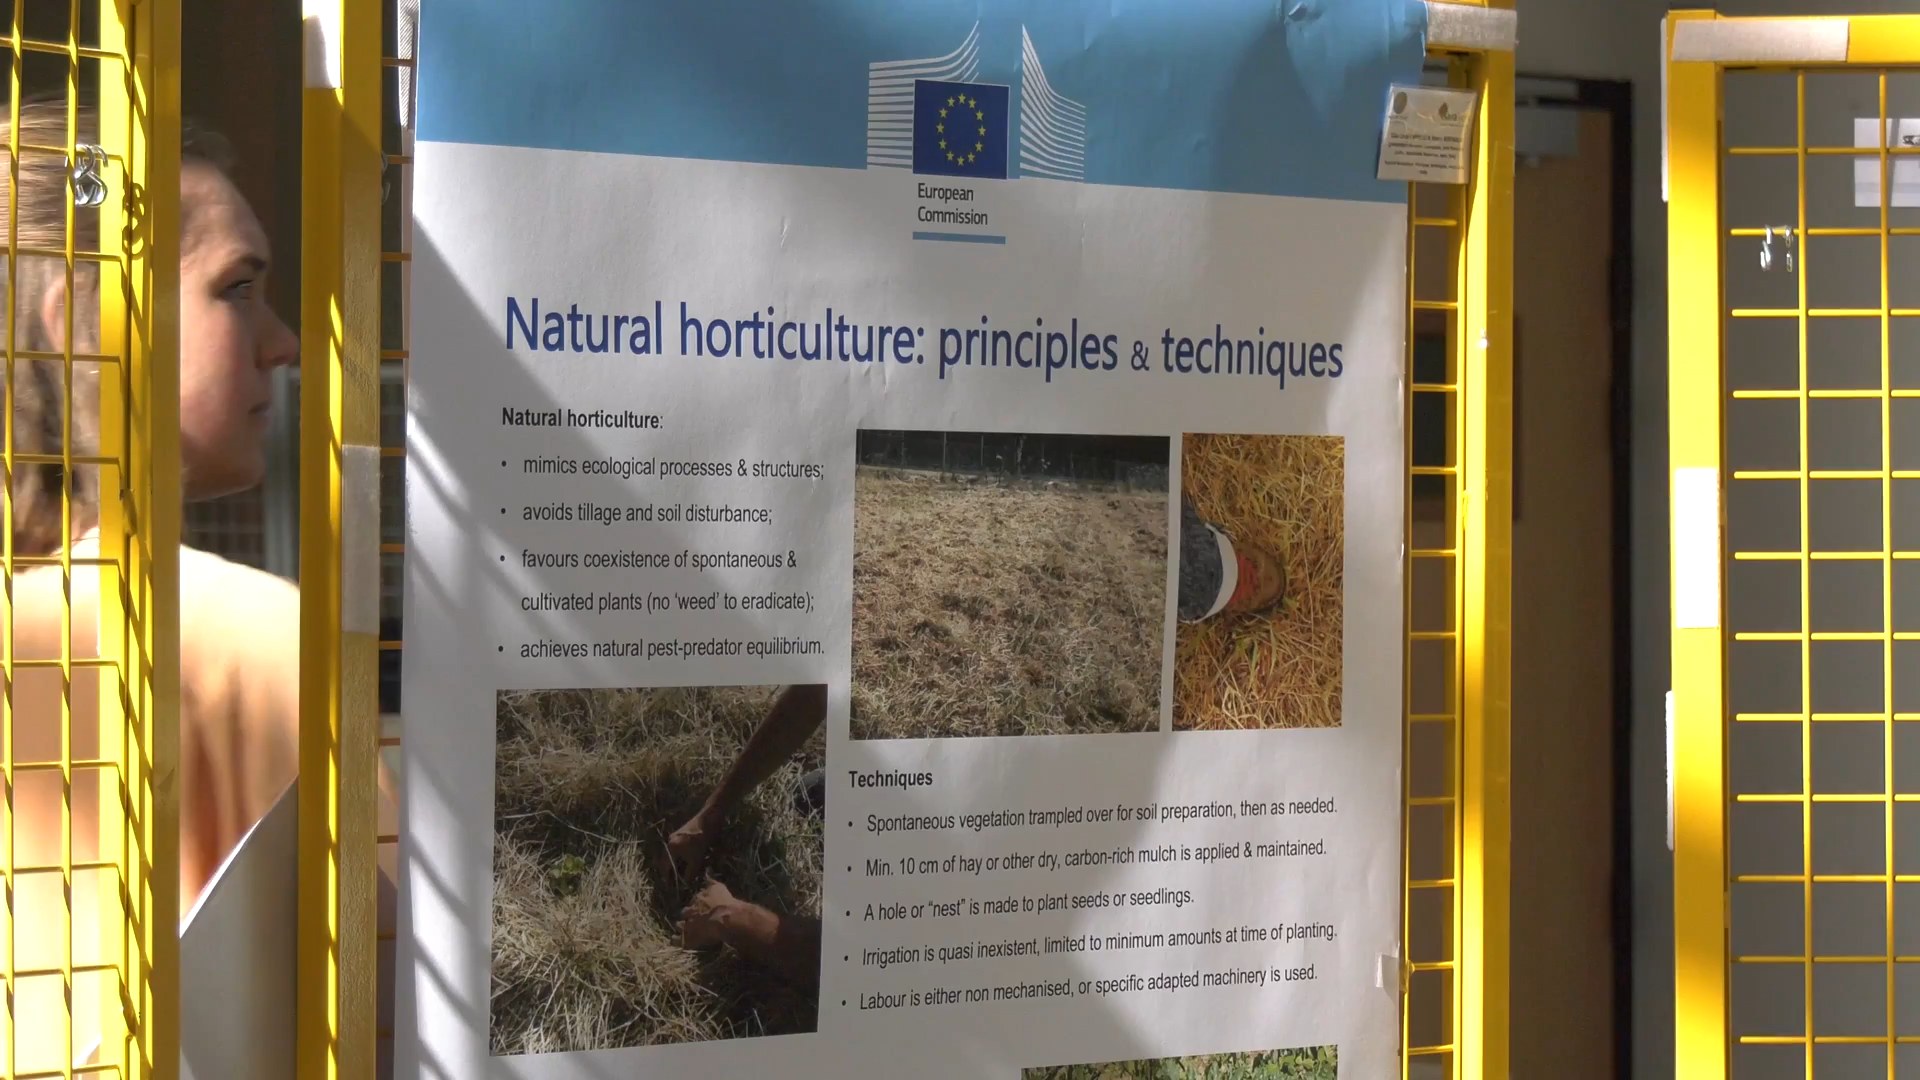 European
Commission
Natural horticulture: principles & techniques
Natural horticulture:
• mimics ecological processes & structures;
• avoids tillage and soil disturbance;
• favours coexistence of spontaneous &
cultivated plants (no ‘weed’ to eradicate);
• achieves natural pest-predator equilibrium.
Techniques
• Spontaneous vegetation trampled over for soil preparation, then as needed.
• Min. 10 cm of hay or other dry, carbon-rich mulch is applied & maintained.
• A hole or “nest” is made to plant seeds or seedlings.
• Irrigation is quasi inexistent, limited to minimum amounts at time of planting.
• Labour is either non mechanised, or specific adapted machinery is used.